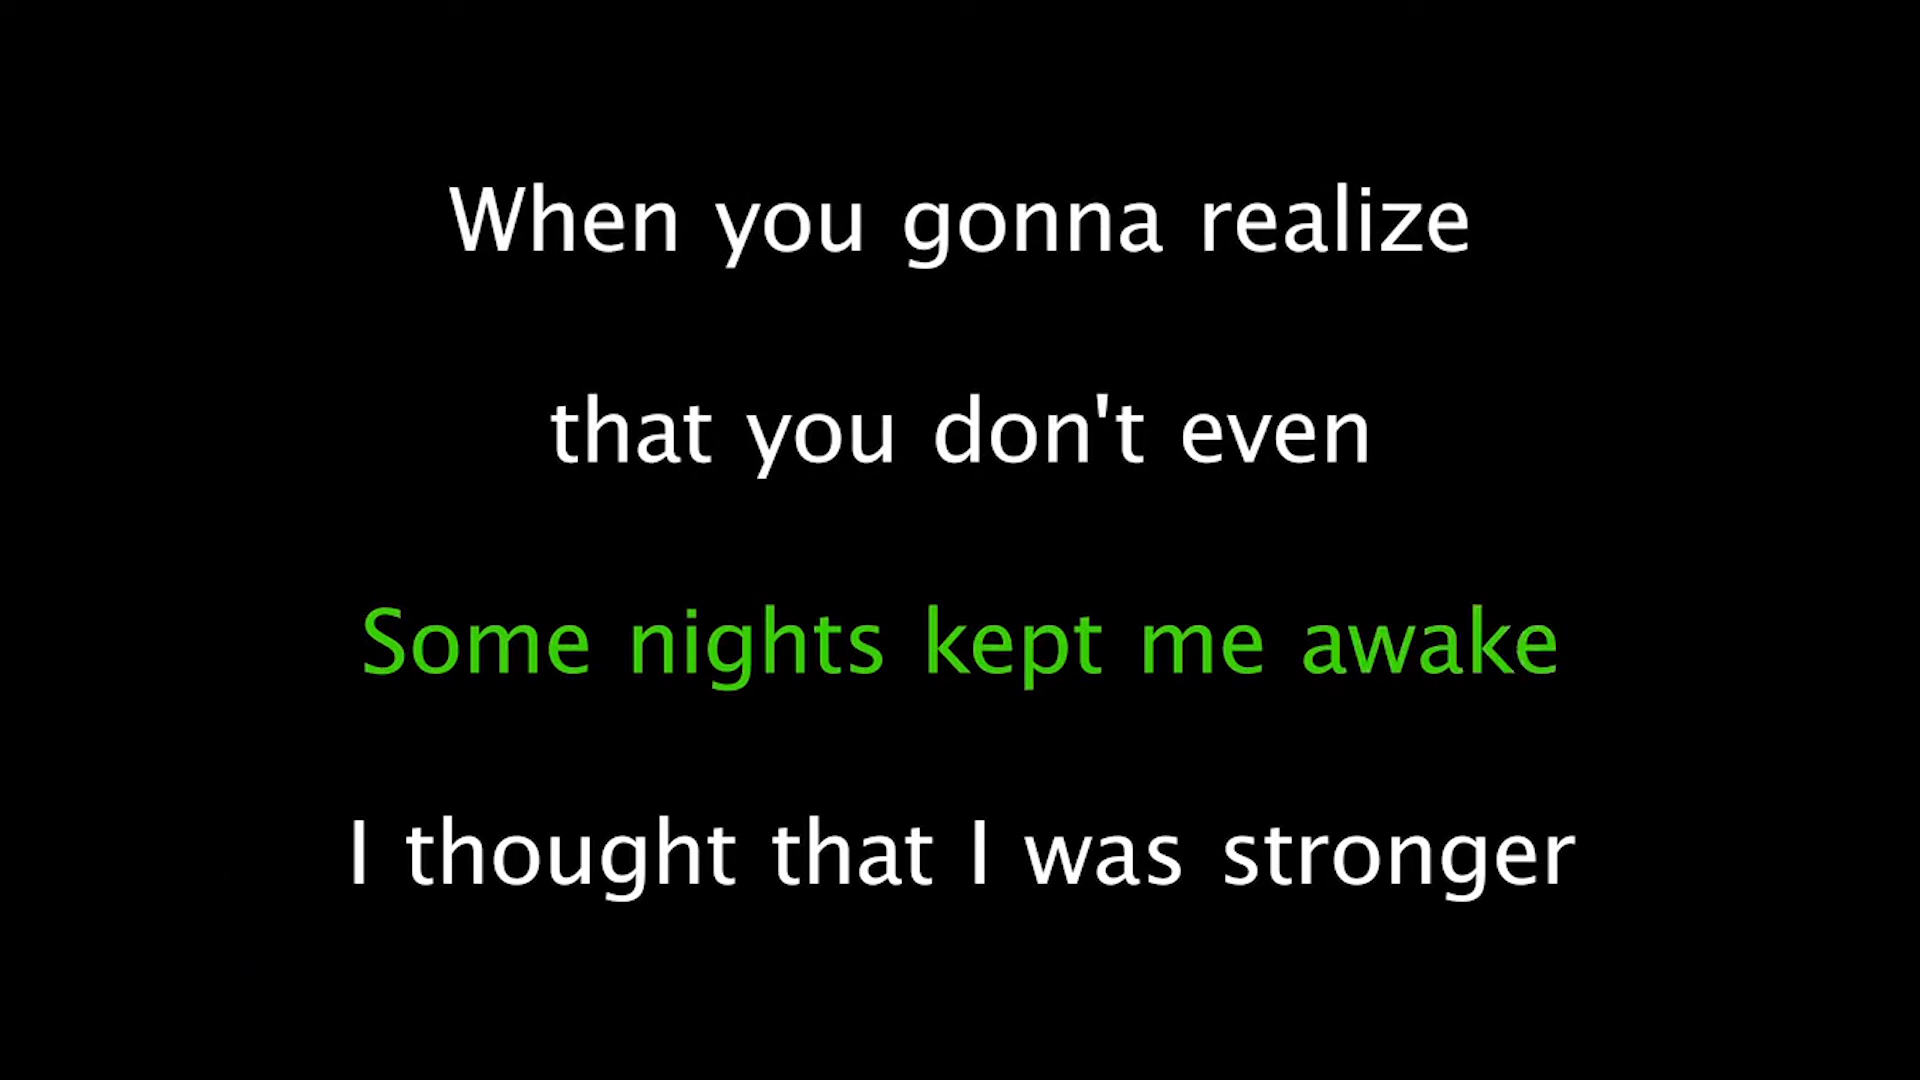 When you gonna realize
that you don't even
Some nights kept me awake
I thought that I was stronger